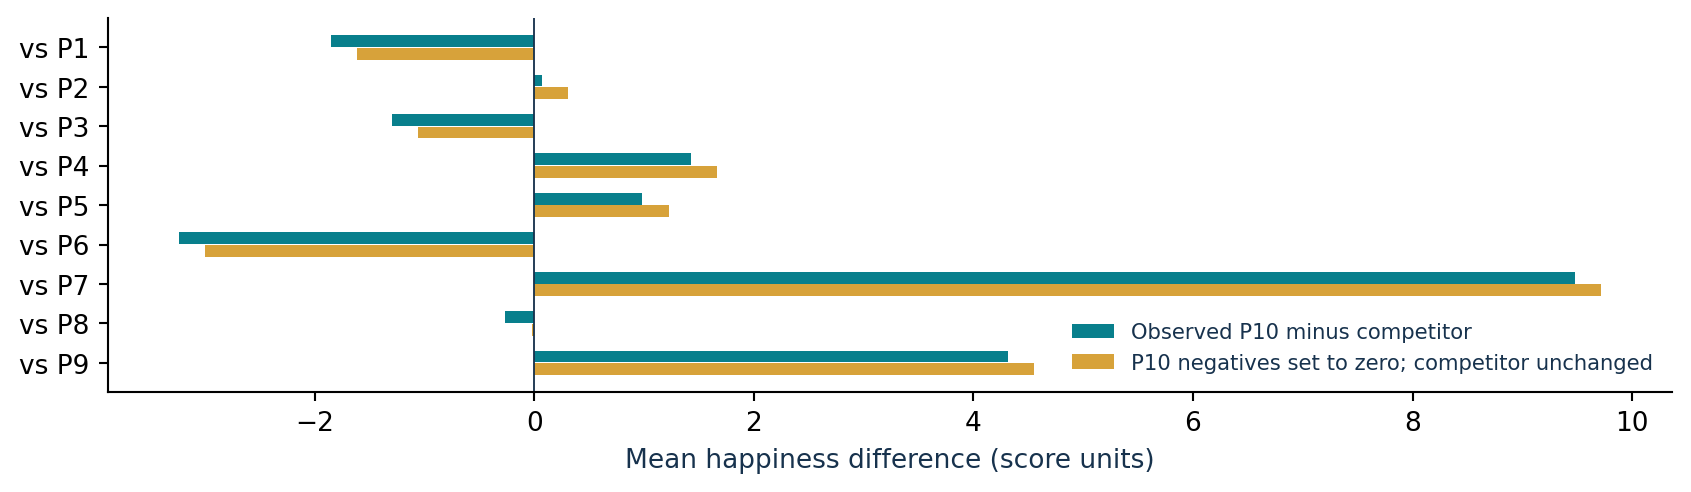 vs P1
vs P2
vs P3
vs P4
vs P5
vs P6
vs P7
vs P8
vs P9
Observed P10 minus competitor
P10 negatives set to zero; competitor unchanged
−2 0 2 4 6 8 10
Mean happiness difference (score units)